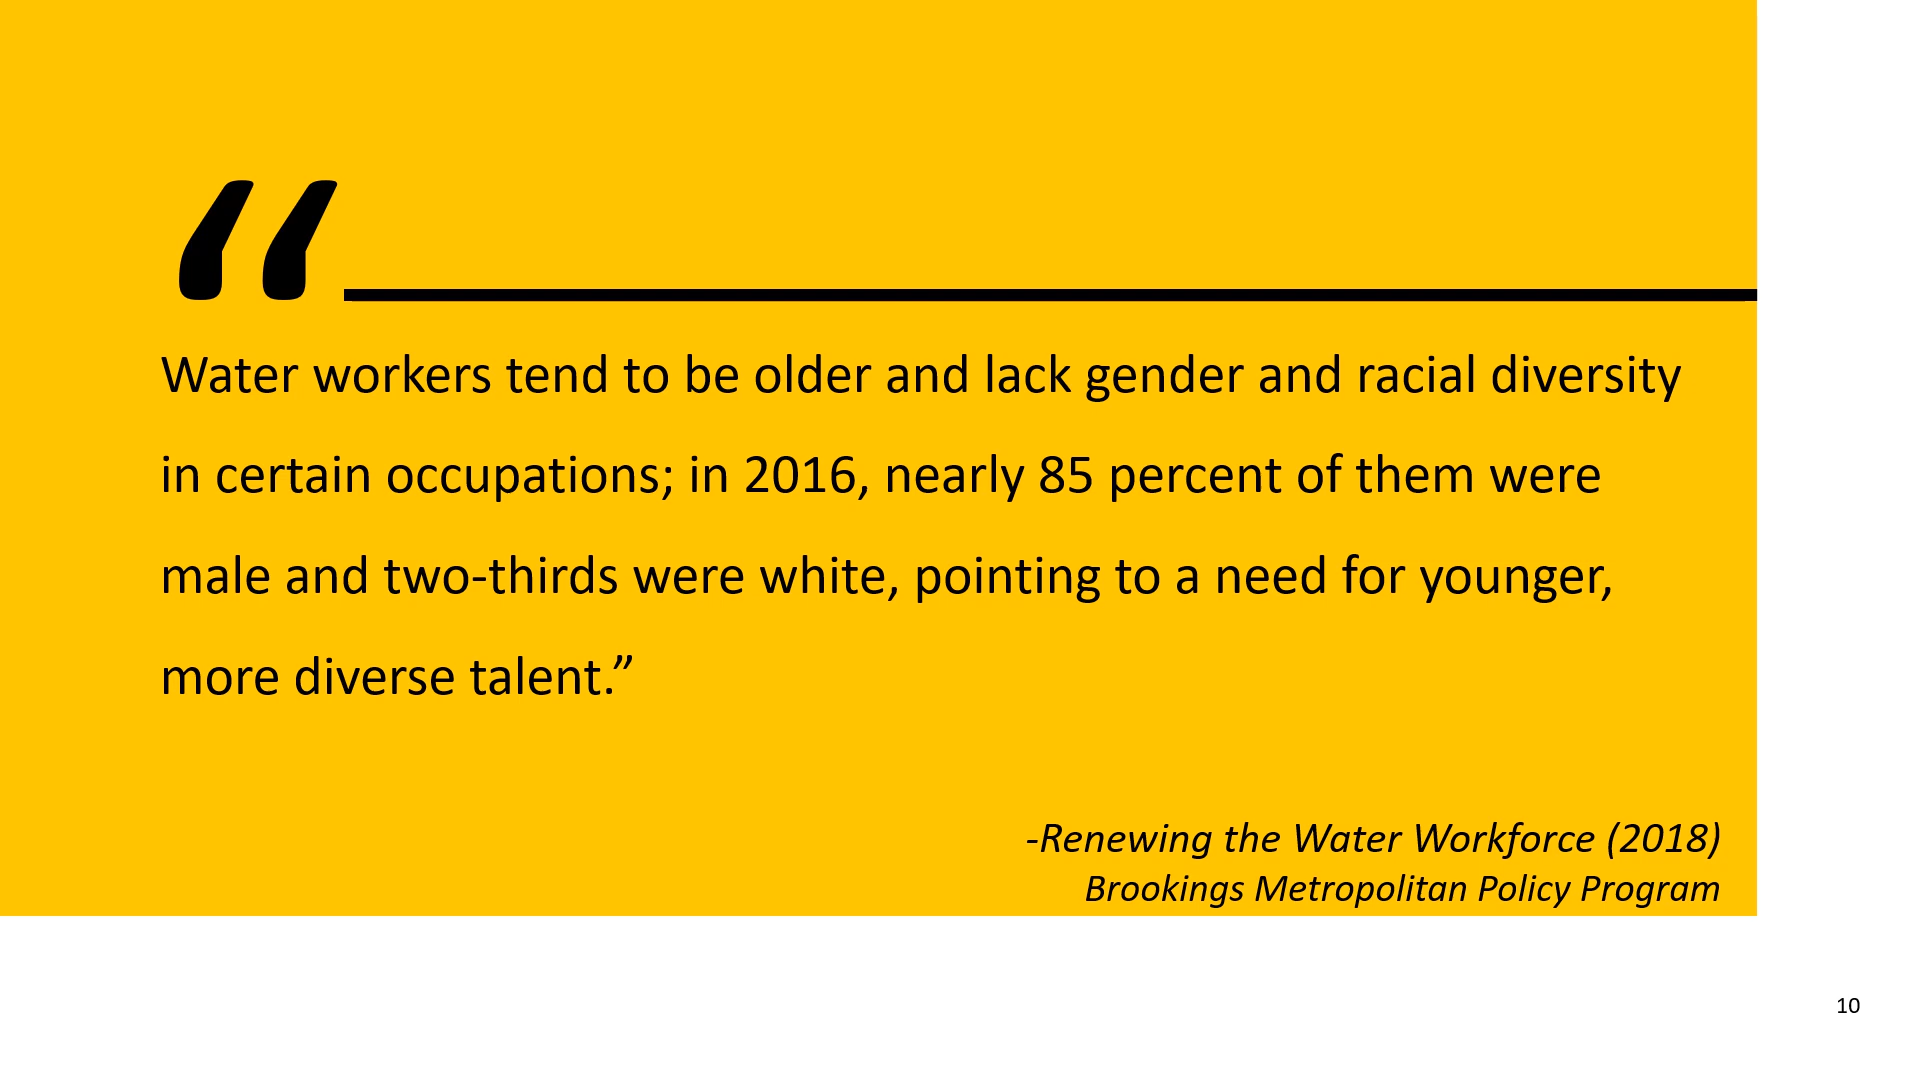 “
Water workers tend to be older and lack gender and racial diversity
in certain occupations; in 2016, nearly 85 percent of them were
male and two-thirds were white, pointing to a need for younger,
more diverse talent.”
-Renewing the Water Workforce (2018)
Brookings Metropolitan Policy Program
10